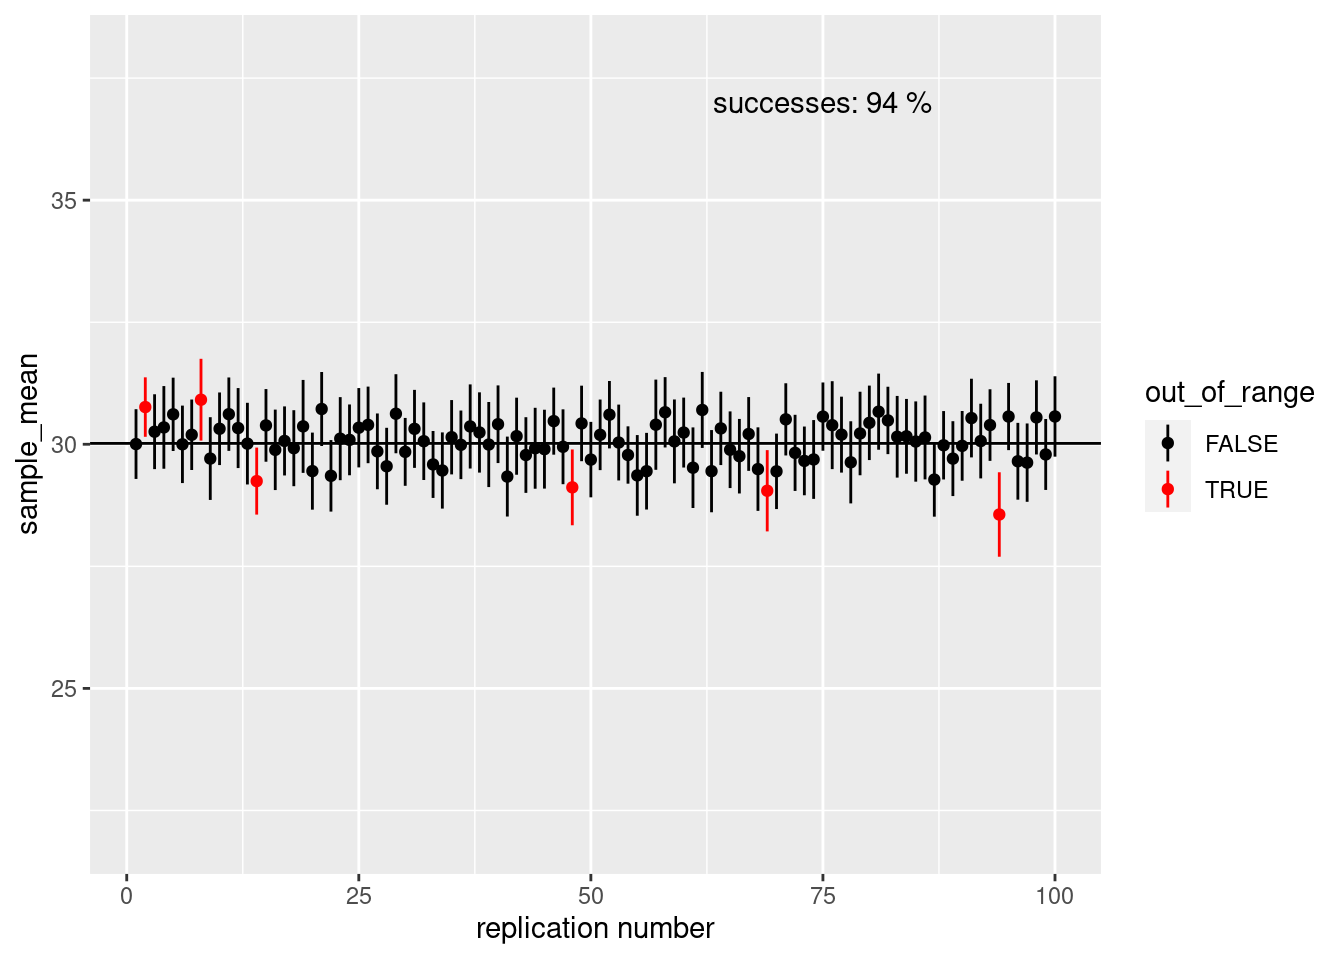 successes: 94 %
35
30
25
sample_mean
0 25 50 75 100
replication number
out_of_range
FALSE
TRUE